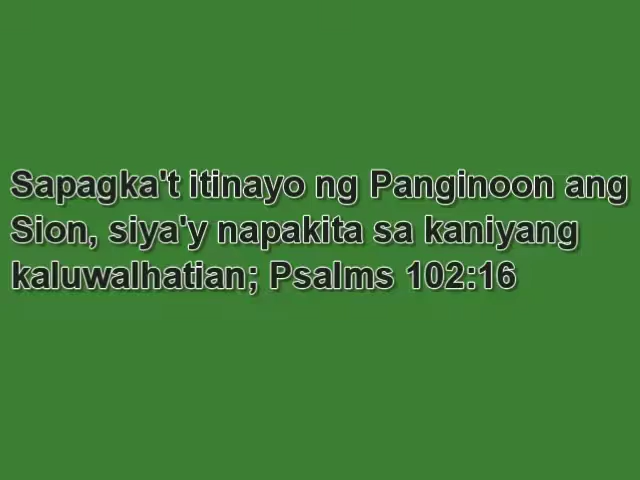 Sapagka't itinayo ng Panginoon ang
Sion, siya'y napakita sa kaniyang
kaluwalhatian; Psalms 102:16